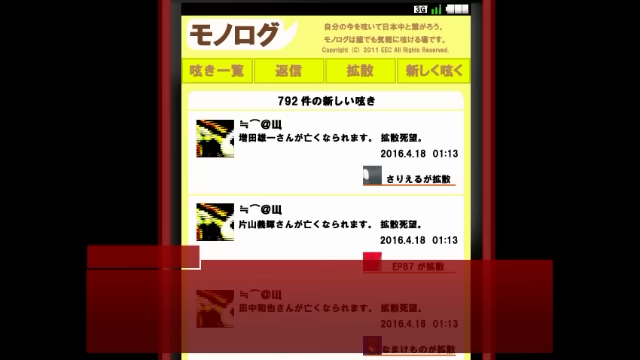 3G
モノログ
自分の今を呟いて日本中と繋がろう。
モノログは誰でも気軽に呟ける場です。
Copyright (C) 2011 EEC All Rights Reserved.
呟き一覧 返信 拡散 新しく呟く
792 件の新しい呟き
≒⌒@Щ
増田雄一さんが亡くなられます。 拡散死望。
2016.4.18 01:13
さりえるが拡散
≒⌒@Щ
片山義輝さんが亡くなられます。 拡散死望。
2016.4.18 01:13
EP87 が拡散
≒⌒@Щ
田中和也さんが亡くなられます。 拡散死望。
2016.4.18 01:13
なまけものが拡散